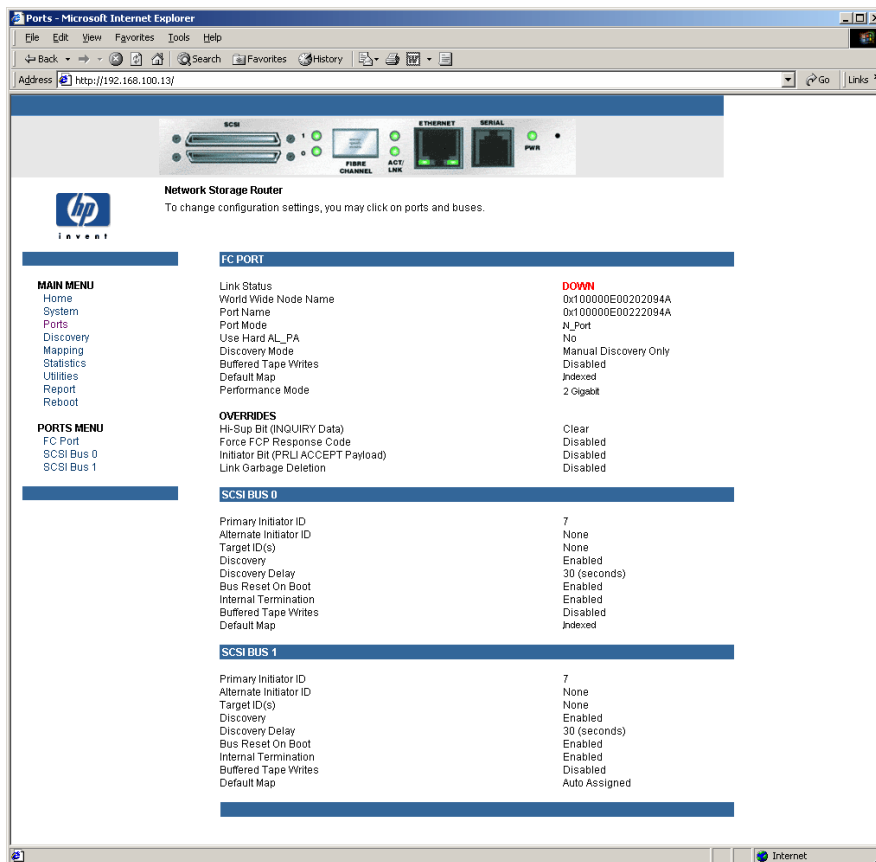 Ports - Microsoft Internet Explorer
File Edit View Favorites Tools Help
Back Search Favorites History
Address http://192.168.100.13/ Go Links
SCSI 1 0 FIBRE CHANNEL ACT/LNK ETHERNET SERIAL PWR
hp
invent
Network Storage Router
To change configuration settings, you may click on ports and buses.
MAIN MENU
Home
System
Ports
Discovery
Mapping
Statistics
Utilities
Report
Reboot
PORTS MENU
FC Port
SCSI Bus 0
SCSI Bus 1
FC PORT
Link Status DOWN
World Wide Node Name 0x100000E00202094A
Port Name 0x100000E00222094A
Port Mode N_Port
Use Hard AL_PA No
Discovery Mode Manual Discovery Only
Buffered Tape Writes Disabled
Default Map Indexed
Performance Mode 2 Gigabit
OVERRIDES
Hi-Sup Bit (INQUIRY Data) Clear
Force FCP Response Code Disabled
Initiator Bit (PRLI ACCEPT Payload) Disabled
Link Garbage Deletion Disabled
SCSI BUS 0
Primary Initiator ID 7
Alternate Initiator ID None
Target ID(s) None
Discovery Enabled
Discovery Delay 30 (seconds)
Bus Reset On Boot Enabled
Internal Termination Enabled
Buffered Tape Writes Disabled
Default Map Indexed
SCSI BUS 1
Primary Initiator ID 7
Alternate Initiator ID None
Target ID(s) None
Discovery Enabled
Discovery Delay 30 (seconds)
Bus Reset On Boot Enabled
Internal Termination Enabled
Buffered Tape Writes Disabled
Default Map Auto Assigned
Internet